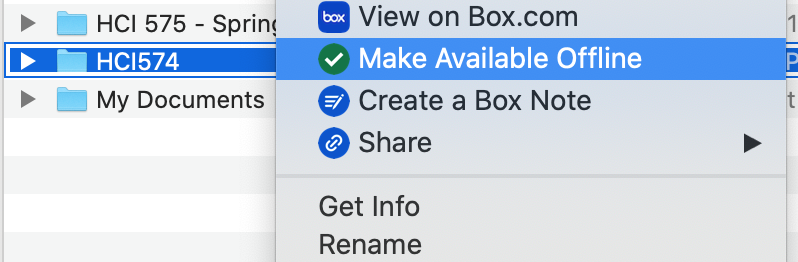 HCI 575 - Spring
HCI574
My Documents
box
View on Box.com
Make Available Offline
Create a Box Note
Share
Get Info
Rename